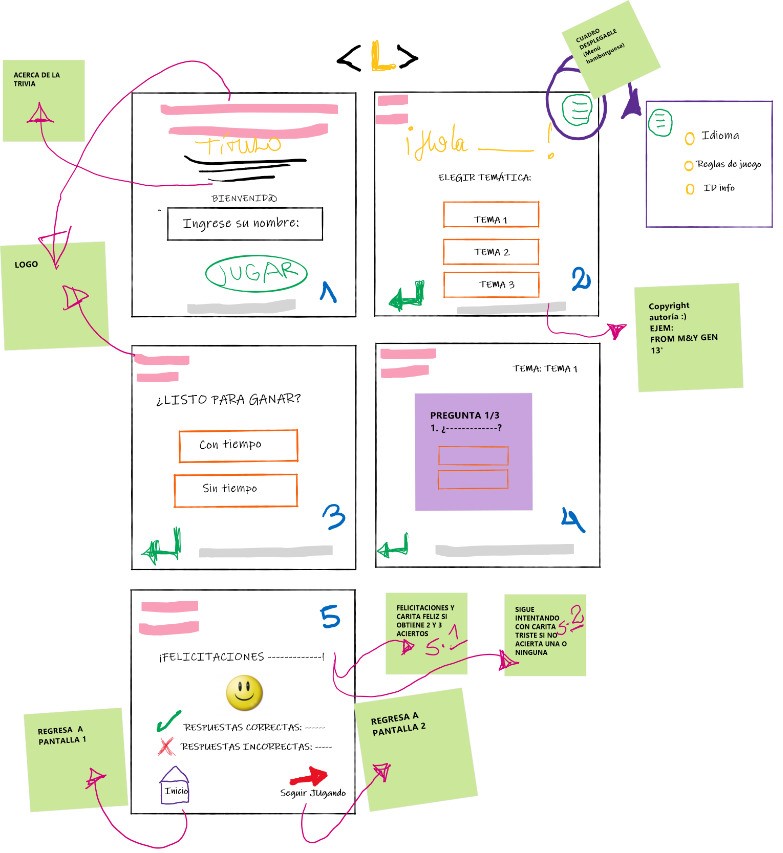 < L >
CUADRO
DESPLEGABLE
(Menú
hamburguesa)
ACERCA DE LA
TRIVIA
TíTULO
BIENVENIDO
Ingrese su nombre:
JUGAR
1
¡Hola ______!
ELEGIR TEMÁTICA:
TEMA 1
TEMA 2
TEMA 3
2
Idioma
Reglas de juego
ID info
LOGO
Copyright
autoria :)
EJEM:
FROM M&Y GEN
13'
¿LISTO PARA GANAR?
Con tiempo
Sin tiempo
3
TEMA: TEMA 1
PREGUNTA 1/3
1. ¿-------------?
4
5
¡FELICITACIONES -------------!
RESPUESTAS CORRECTAS: -----
RESPUESTAS INCORRECTAS: ----
Inicio
Seguir JUgando
FELICITACIONES Y
CARITA FELIZ SI
OBTIENE 2 Y 3
ACIERTOS
5.1
SIGUE
INTENTANDO
CON CARITA
TRISTE SI NO
ACIERTA UNA O
NINGUNA
5.2
REGRESA A
PANTALLA 1
REGRESA A
PANTALLA 2